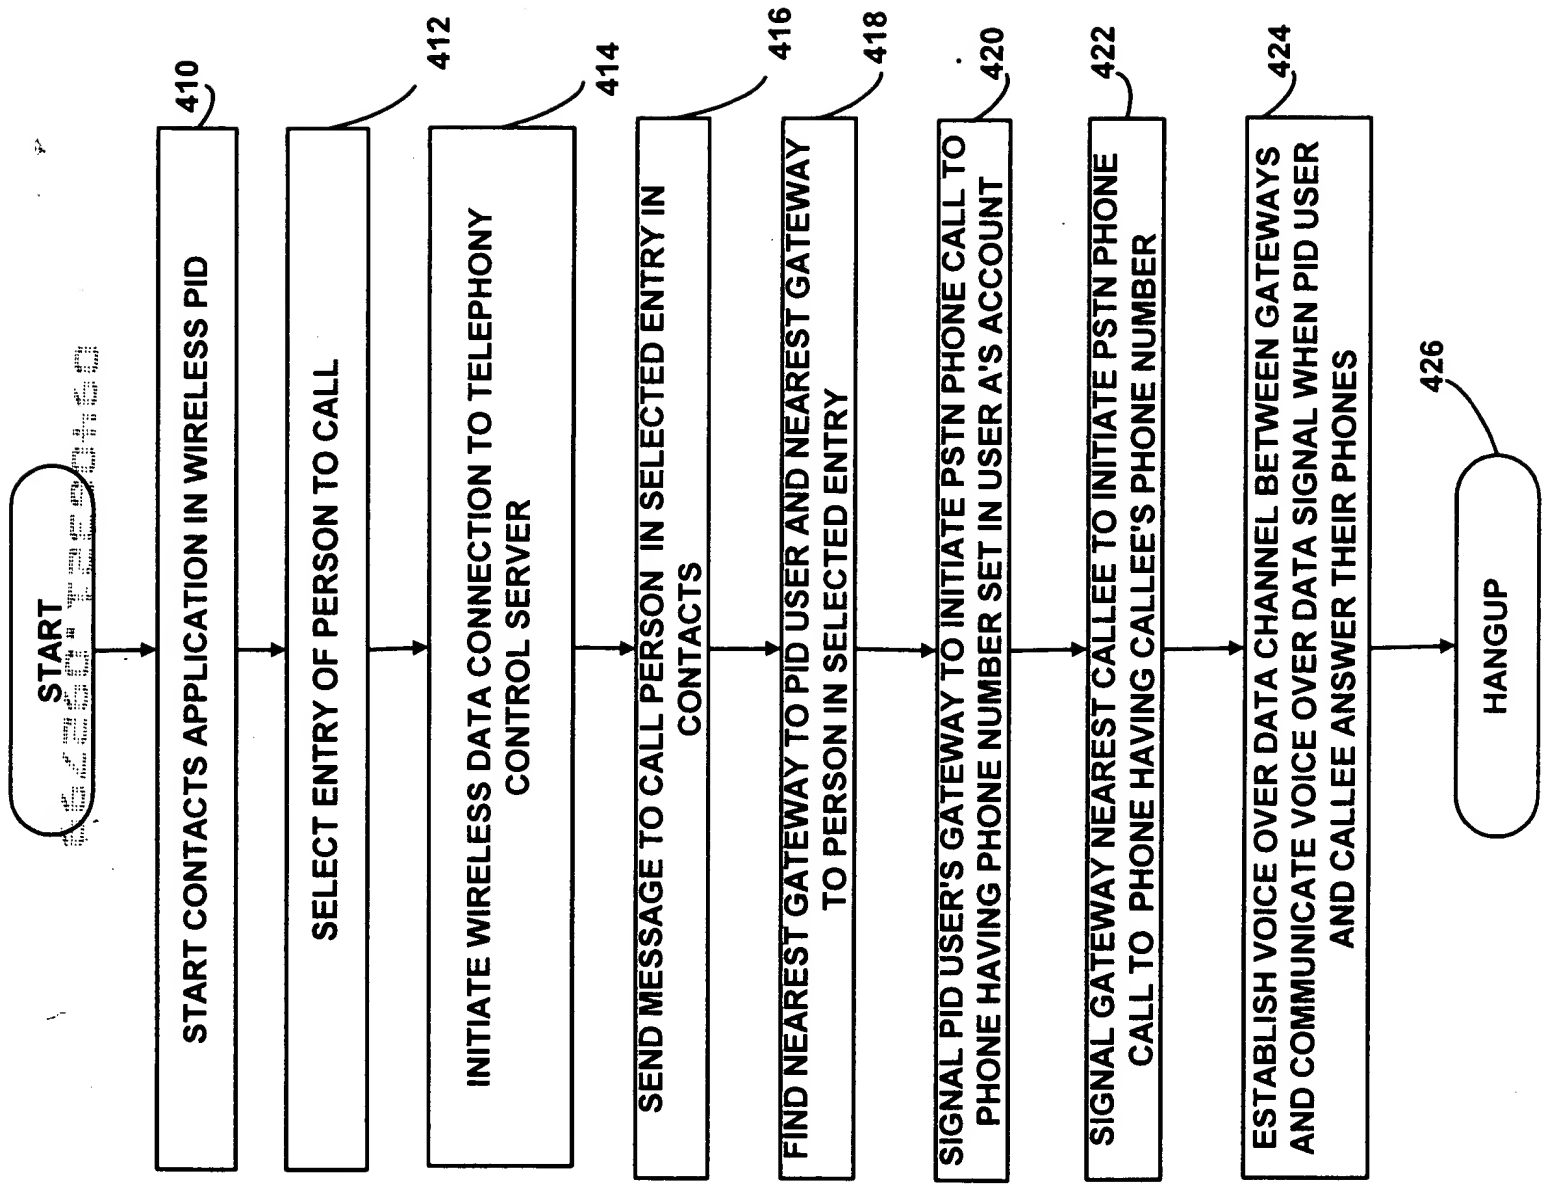 START
START CONTACTS APPLICATION IN WIRELESS PID
410
SELECT ENTRY OF PERSON TO CALL
412
INITIATE WIRELESS DATA CONNECTION TO TELEPHONY
CONTROL SERVER
414
SEND MESSAGE TO CALL PERSON IN SELECTED ENTRY IN
CONTACTS
416
FIND NEAREST GATEWAY TO PID USER AND NEAREST GATEWAY
TO PERSON IN SELECTED ENTRY
418
SIGNAL PID USER'S GATEWAY TO INITIATE PSTN PHONE CALL TO
PHONE HAVING PHONE NUMBER SET IN USER A'S ACCOUNT
420
SIGNAL GATEWAY NEAREST CALLEE TO INITIATE PSTN PHONE
CALL TO PHONE HAVING CALLEE'S PHONE NUMBER
422
ESTABLISH VOICE OVER DATA CHANNEL BETWEEN GATEWAYS
AND COMMUNICATE VOICE OVER DATA SIGNAL WHEN PID USER
AND CALLEE ANSWER THEIR PHONES
424
HANGUP
426